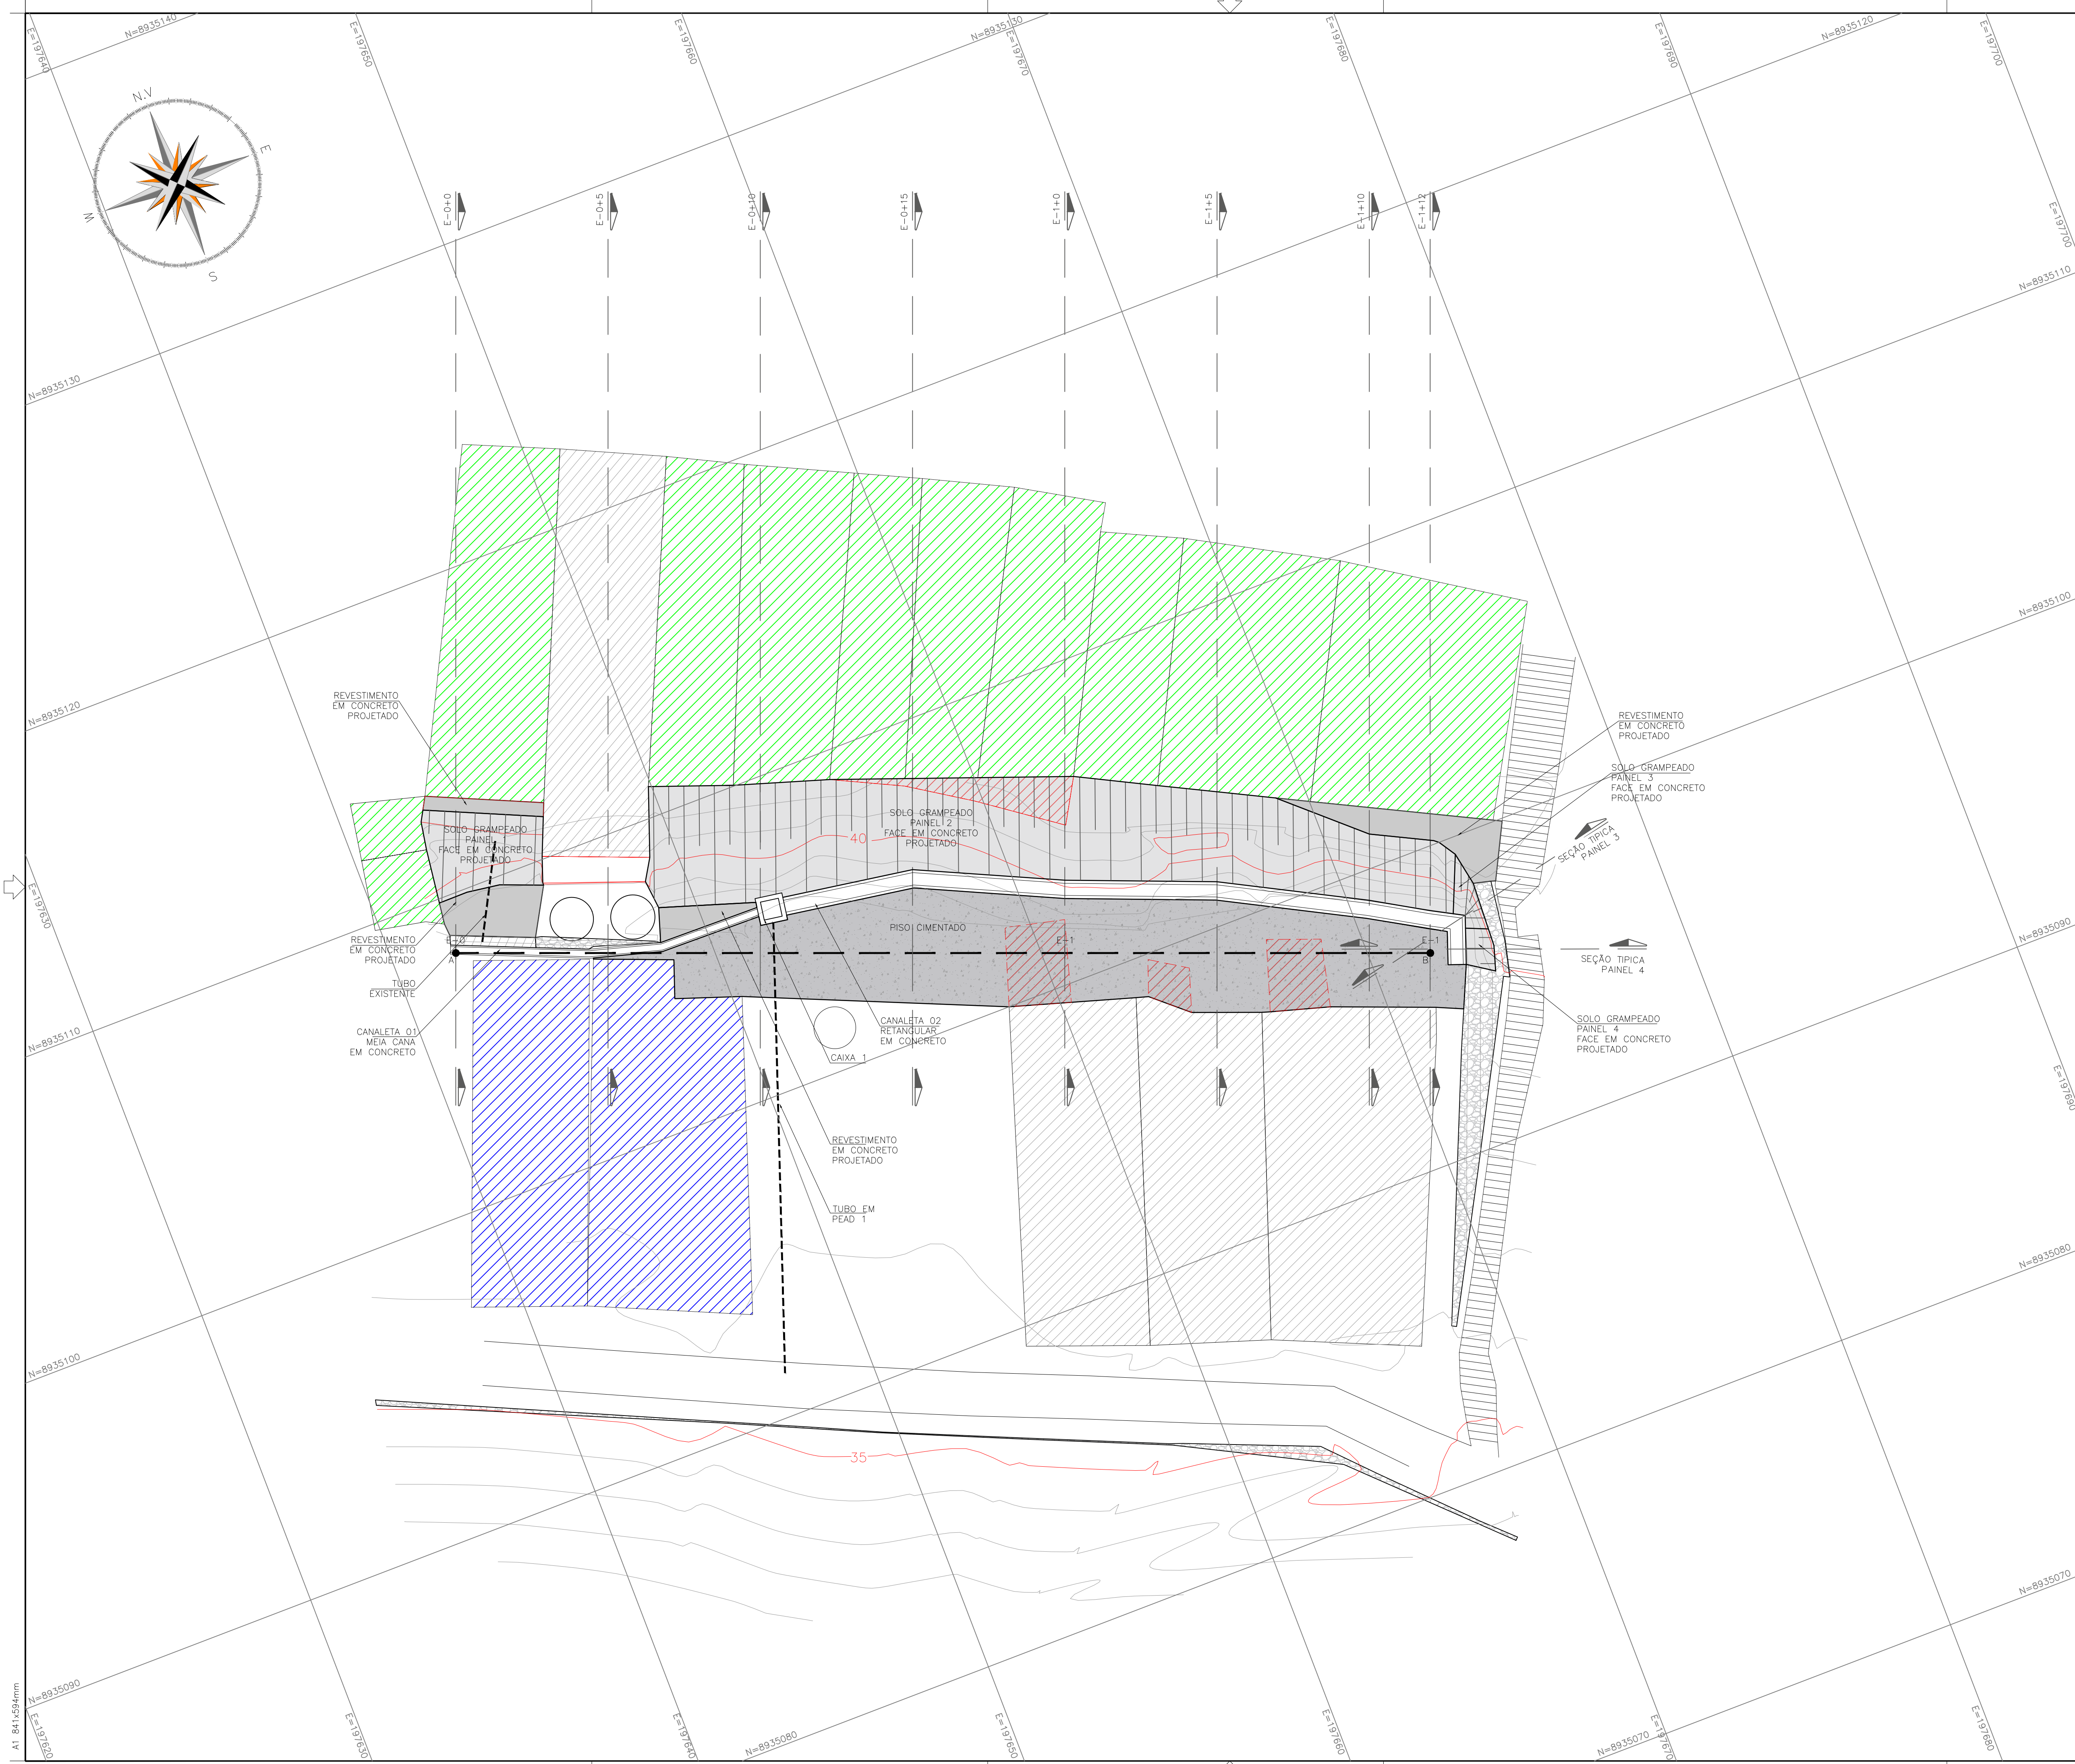 E=197640
N=8935140
E=197650
E=197660
N=8935130
E=197670
E=197680
E=197690
N=8935120
E=197700
N.V
E
W
S
E=197700
N=8935110
E-0+0
E-0+5
E-0+10
E-0+15
E-1+0
E-1+5
E-1+10
E-1+12
N=8935130
N=8935100
N=8935120
REVESTIMENTO
EM CONCRETO
PROJETADO
REVESTIMENTO
EM CONCRETO
PROJETADO
SOLO GRAMPEADO
PAINEL 3
FACE EM CONCRETO
PROJETADO
SOLO GRAMPEADO
PAINEL
FACE EM CONCRETO
PROJETADO
SOLO GRAMPEADO
PAINEL 2
FACE EM CONCRETO
PROJETADO
40
SEÇÃO TIPICA
PAINEL 3
E=197630
N=8935090
PISO CIMENTADO
REVESTIMENTO
EM CONCRETO
PROJETADO
E-0
A
E-1
E-1
B
SEÇÃO TIPICA
PAINEL 4
TUBO
EXISTENTE
CANALETA 01
MEIA CANA
EM CONCRETO
CANALETA 02
RETANGULAR
EM CONCRETO
CAIXA 1
SOLO GRAMPEADO
PAINEL 4
FACE EM CONCRETO
PROJETADO
N=8935110
E=197690
REVESTIMENTO
EM CONCRETO
PROJETADO
TUBO EM
PEAD 1
N=8935080
N=8935100
35
N=8935070
N=8935090
A1 841x594mm
E=197620
E=197630
E=197640
N=8935080
E=197650
E=197660
N=8935070
E=197670
E=197680